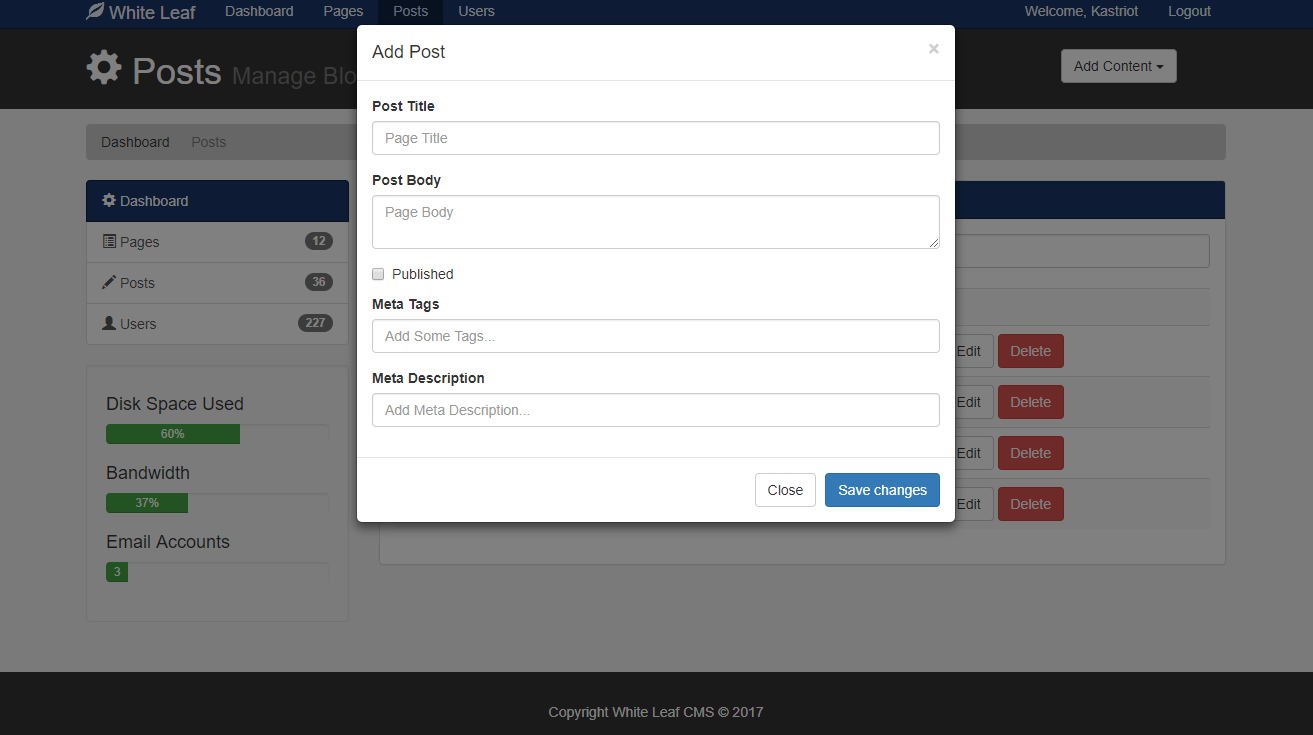 White Leaf Dashboard Pages Posts Users Welcome, Kastriot Logout
Posts Manage Blo
Add Content
Dashboard Posts
Dashboard
Pages 12
Posts 36
Users 227
Disk Space Used
60%
Bandwidth
37%
Email Accounts
3
Add Post ×
Post Title
Page Title
Post Body
Page Body
Published
Meta Tags
Add Some Tags...
Meta Description
Add Meta Description...
Close Save changes
Edit Delete
Edit Delete
Edit Delete
Edit Delete
Copyright White Leaf CMS © 2017